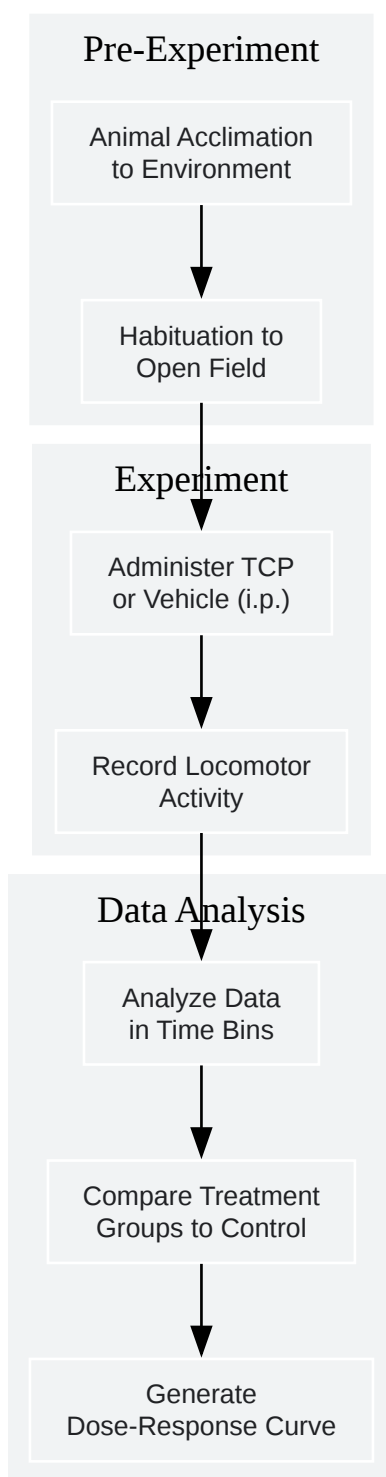 Pre-Experiment
Animal Acclimation
to Environment
Habituation to
Open Field
Experiment
Administer TCP
or Vehicle (i.p.)
Record Locomotor
Activity
Data Analysis
Analyze Data
in Time Bins
Compare Treatment
Groups to Control
Generate
Dose-Response Curve